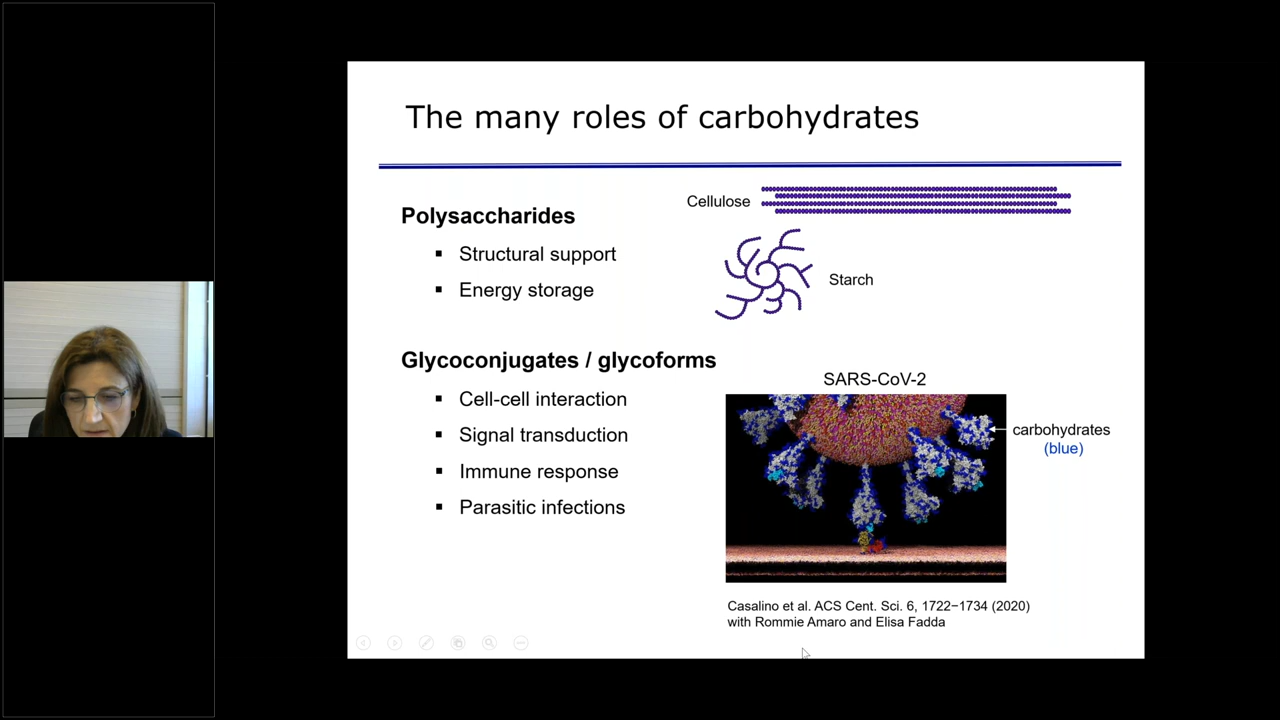 The many roles of carbohydrates
Polysaccharides
Structural support
Energy storage
Cellulose
Starch
Glycoconjugates / glycoforms
Cell-cell interaction
Signal transduction
Immune response
Parasitic infections
SARS-CoV-2
carbohydrates
(blue)
Casalino et al. ACS Cent. Sci. 6, 1722−1734 (2020)
with Rommie Amaro and Elisa Fadda